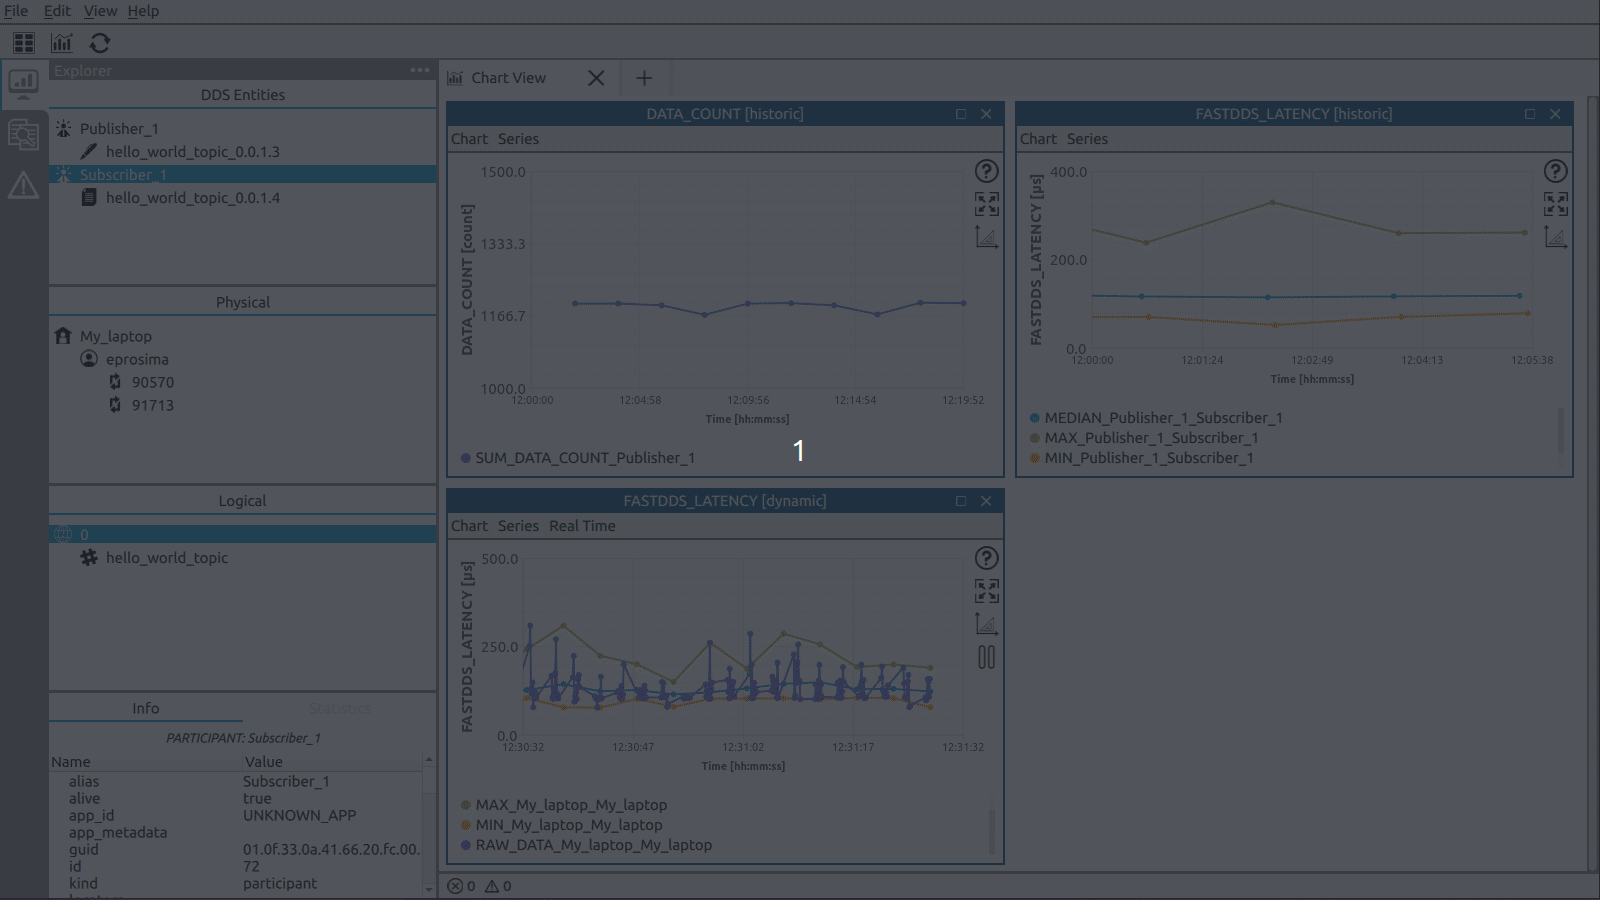 File Edit View Help
Explorer
DDS Entities
Publisher_1
hello_world_topic_0.0.1.3
Subscriber_1
hello_world_topic_0.0.1.4
Physical
My_laptop
eprosima
90570
91713
Logical
0
hello_world_topic
Info Statistics
PARTICIPANT: Subscriber_1
Name Value
alias Subscriber_1
alive true
app_id UNKNOWN_APP
app_metadata
guid 01.0f.33.0a.41.66.20.fc.00.
id 72
kind participant
Chart View
DATA_COUNT [historic]
Chart Series
DATA_COUNT [count]
1500.0
1333.3
1166.7
1000.0
12:00:00 12:04:58 12:09:56 12:14:54 12:19:52
Time [hh:mm:ss]
SUM_DATA_COUNT_Publisher_1
1
FASTDDS_LATENCY [historic]
Chart Series
FASTDDS_LATENCY [µs]
400.0
200.0
0.0
12:00:00 12:01:24 12:02:49 12:04:13 12:05:38
Time [hh:mm:ss]
MEDIAN_Publisher_1_Subscriber_1
MAX_Publisher_1_Subscriber_1
MIN_Publisher_1_Subscriber_1
FASTDDS_LATENCY [dynamic]
Chart Series Real Time
FASTDDS_LATENCY [µs]
500.0
250.0
0.0
12:30:32 12:30:47 12:31:02 12:31:17 12:31:32
Time [hh:mm:ss]
MAX_My_laptop_My_laptop
MIN_My_laptop_My_laptop
RAW_DATA_My_laptop_My_laptop
0 0